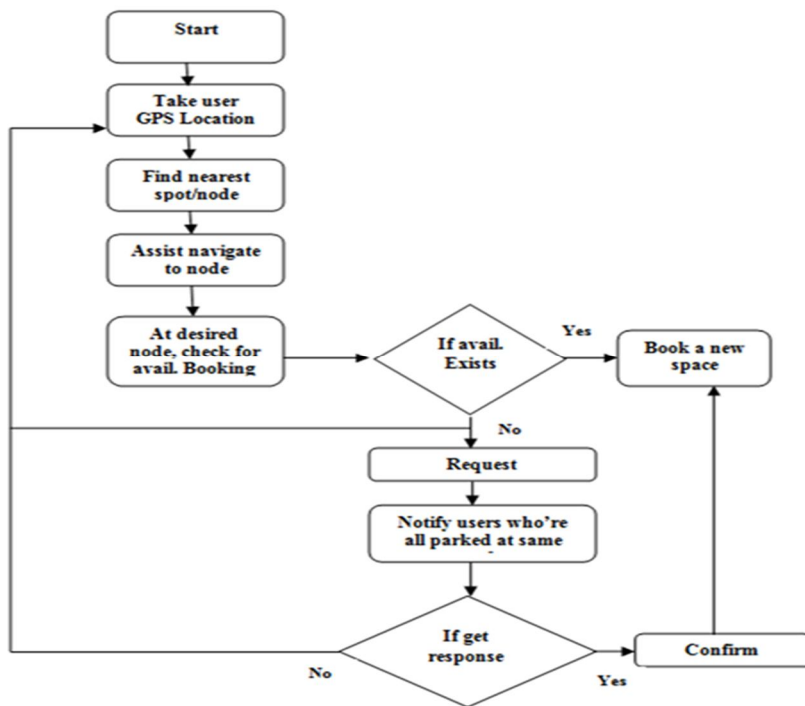 Start
Take user
GPS Location
Find nearest
spot/node
Assist navigate
to node
At desired
node, check for
avail. Booking
If avail.
Exists
Yes
Book a new
space
No
Request
Notify users who're
all parked at same
If get
response
No
Yes
Confirm